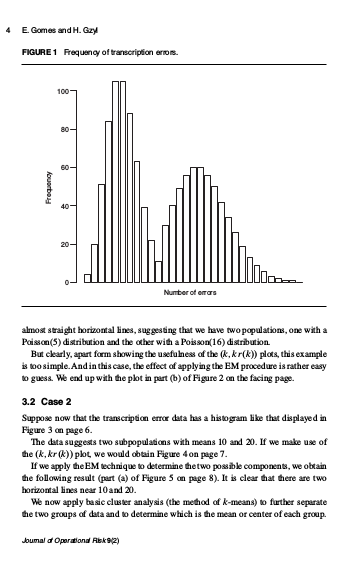 4 E. Gomes and H. Gzyl
FIGURE 1 Frequency of transcription errors.
100
80
60
40
20
0
Frequency
Number of errors
almost straight horizontal lines, suggesting that we have two populations, one with a
Poisson(5) distribution and the other with a Poisson(16) distribution.
But clearly, apart form showing the usefulness of the (k, kr(k)) plots, this example
is too simple. And in this case, the effect of applying the EM procedure is rather easy
to guess. We end up with the plot in part (b) of Figure 2 on the facing page.
3.2 Case 2
Suppose now that the transcription error data has a histogram like that displayed in
Figure 3 on page 6.
The data suggests two subpopulations with means 10 and 20. If we make use of
the (k, kr(k)) plot, we would obtain Figure 4 on page 7.
If we apply the EM technique to determine the two possible components, we obtain
the following result (part (a) of Figure 5 on page 8). It is clear that there are two
horizontal lines near 10 and 20.
We now apply basic cluster analysis (the method of k-means) to further separate
the two groups of data and to determine which is the mean or center of each group.
Journal of Operational Risk 9(2)